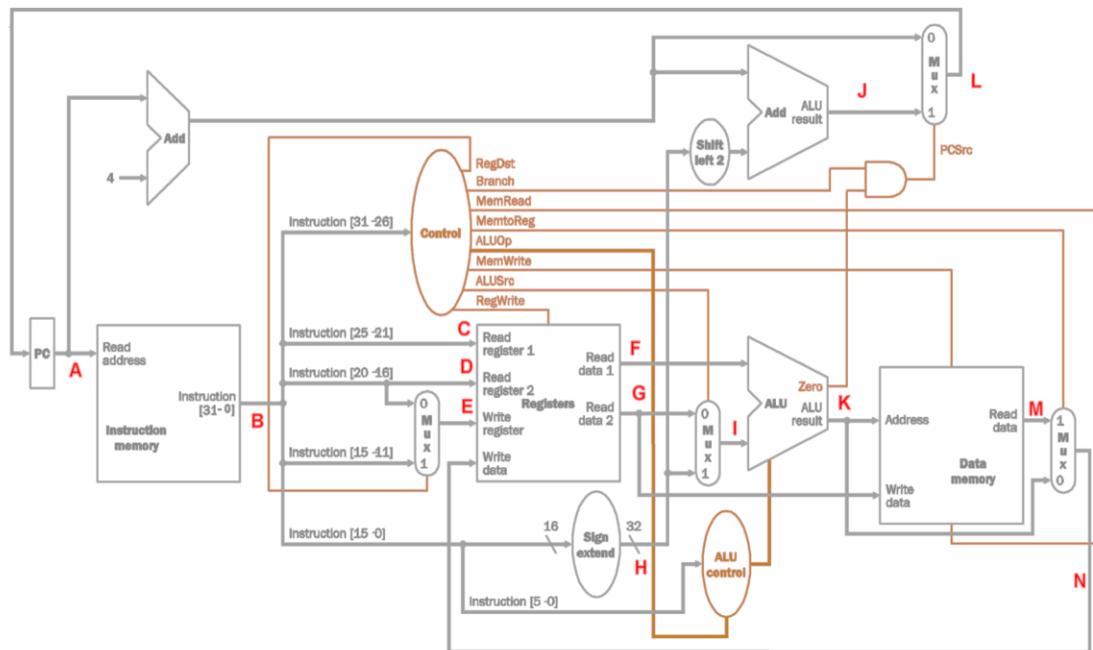 0
M
u
x
1
L
J
Add
ALU
result
Add
4
Shift
left 2
PCSrc
RegDst
Branch
MemRead
MemtoReg
ALUOp
MemWrite
ALUSrc
RegWrite
Control
Instruction [31 -26]
Instruction [25 -21]
Instruction [20 -16]
Instruction [15 -11]
Instruction [15 -0]
Instruction [5 -0]
PC
A
Read
address
Instruction
[31- 0]
Instruction
memory
B
C
D
E
0
M
u
x
1
Read
register 1
Read
register 2
Write
register
Write
data
Registers
Read
data 1
Read
data 2
F
G
0
M
u
x
1
I
Zero
ALU
ALU
result
K
Address
Read
data
Data
memory
Write
data
M
1
M
u
x
0
16
Sign
extend
32
H
ALU
control
N